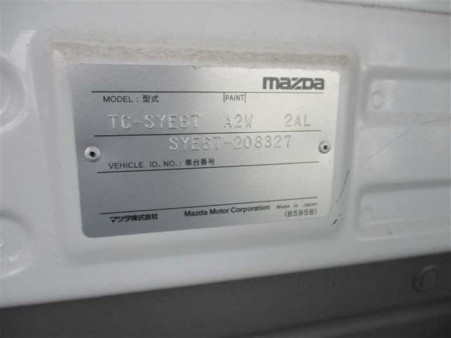 mazda
MODEL : 型式 PAINT
TC-SYE6T A2W 2AL
SYE6T-208327
VEHICLE ID. NO.: 車台番号
マツダ株式会社 Mazda Motor Corporation Made in Japan
(B595B)